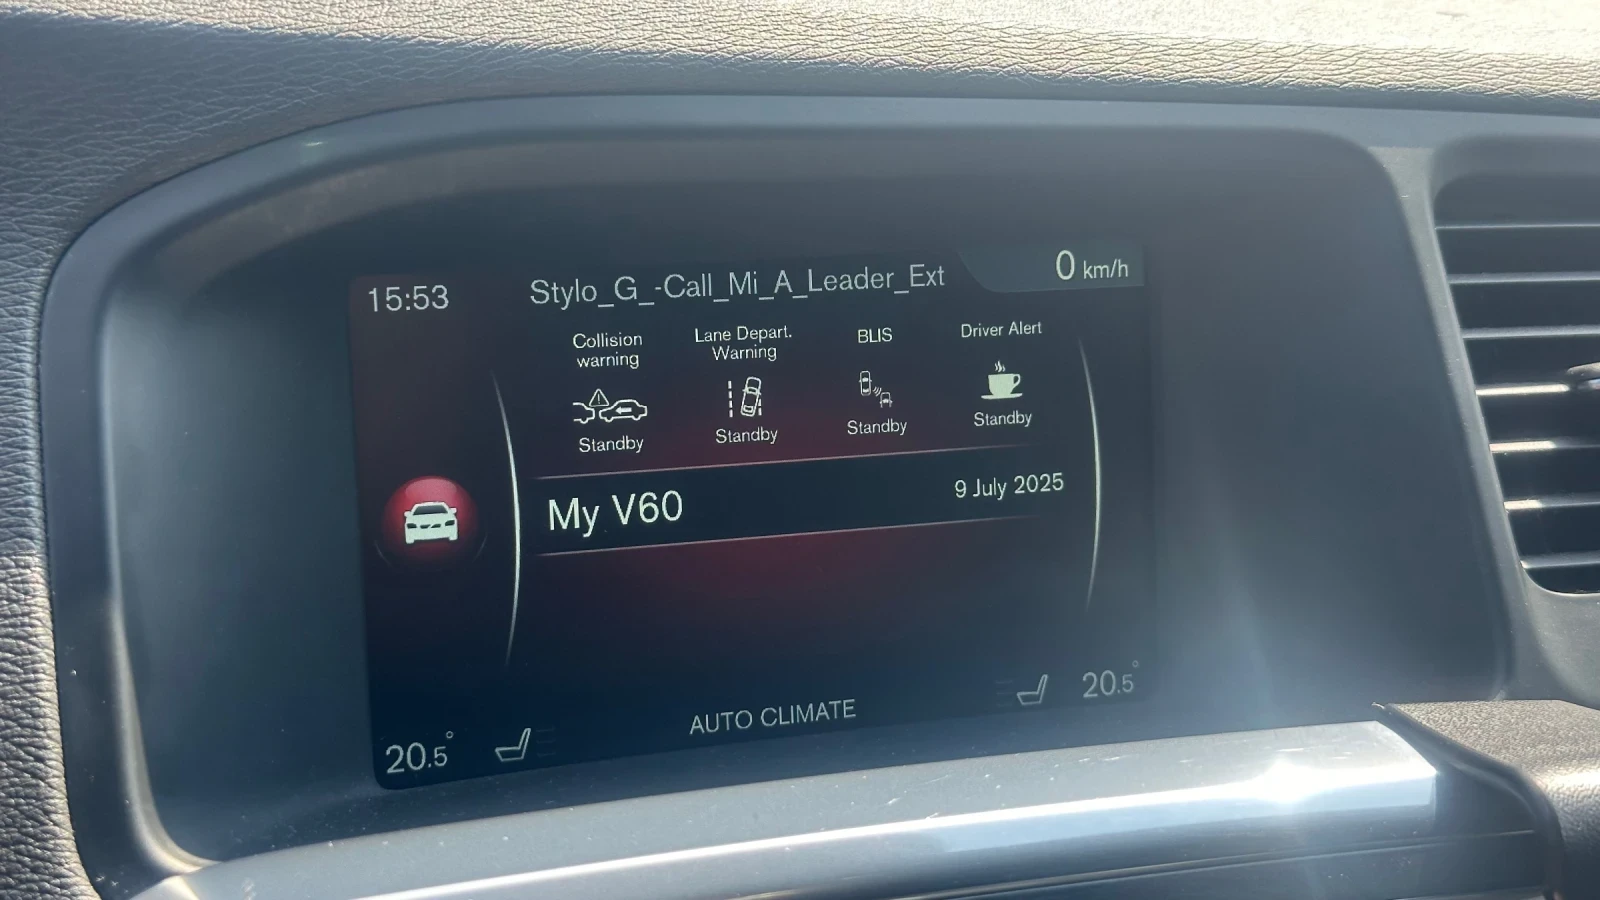 15:53
Stylo_G_-Call_Mi_A_Leader_Ext
0 km/h
Collision
warning
Standby
Lane Depart.
Warning
Standby
BLIS
Standby
Driver Alert
Standby
My V60
9 July 2025
20.5°
AUTO CLIMATE
20.5°